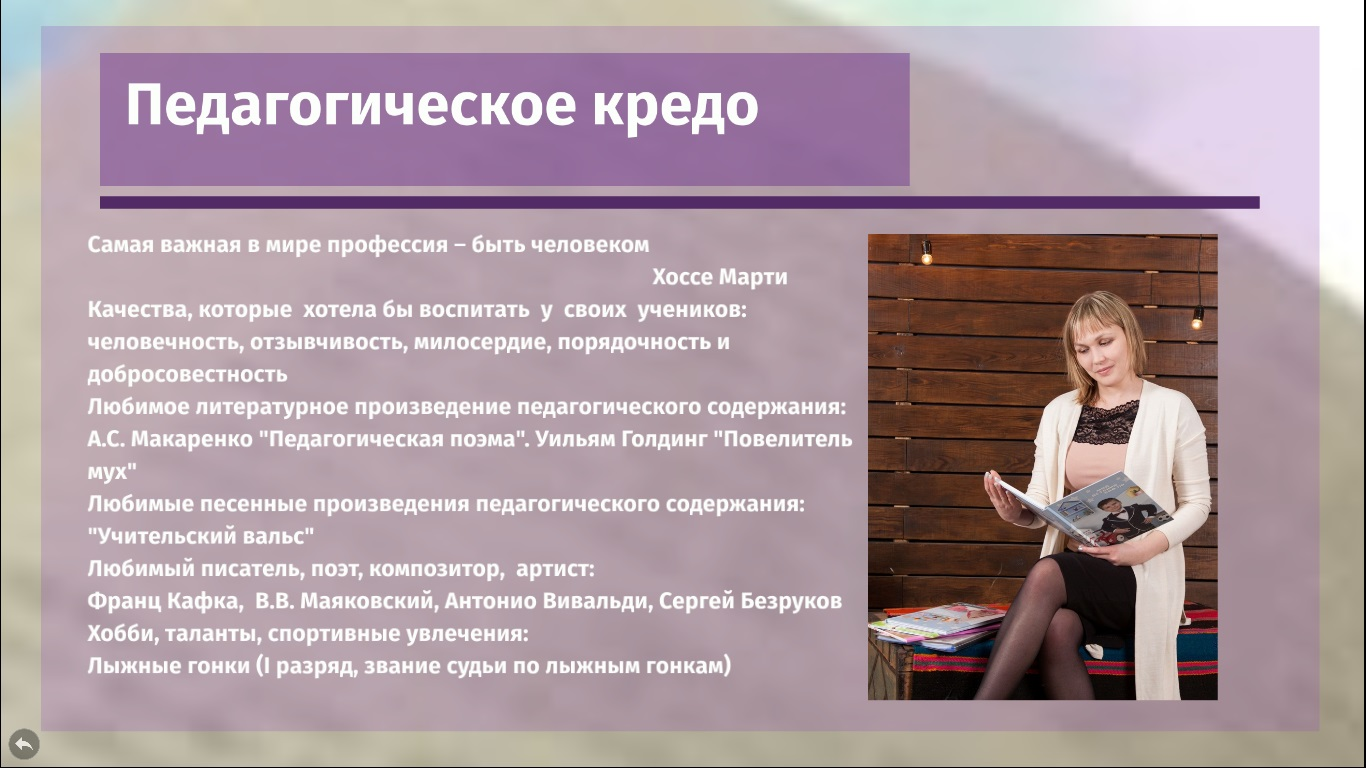 Педагогическое кредо
Самая важная в мире профессия – быть человеком
Хоссе Марти
Качества, которые хотела бы воспитать у своих учеников:
человечность, отзывчивость, милосердие, порядочность и
добросовестность
Любимое литературное произведение педагогического содержания:
А.С. Макаренко "Педагогическая поэма". Уильям Голдинг "Повелитель
мух"
Любимые песенные произведения педагогического содержания:
"Учительский вальс"
Любимый писатель, поэт, композитор, артист:
Франц Кафка, В.В. Маяковский, Антонио Вивальди, Сергей Безруков
Хобби, таланты, спортивные увлечения:
Лыжные гонки (I разряд, звание судьи по лыжным гонкам)